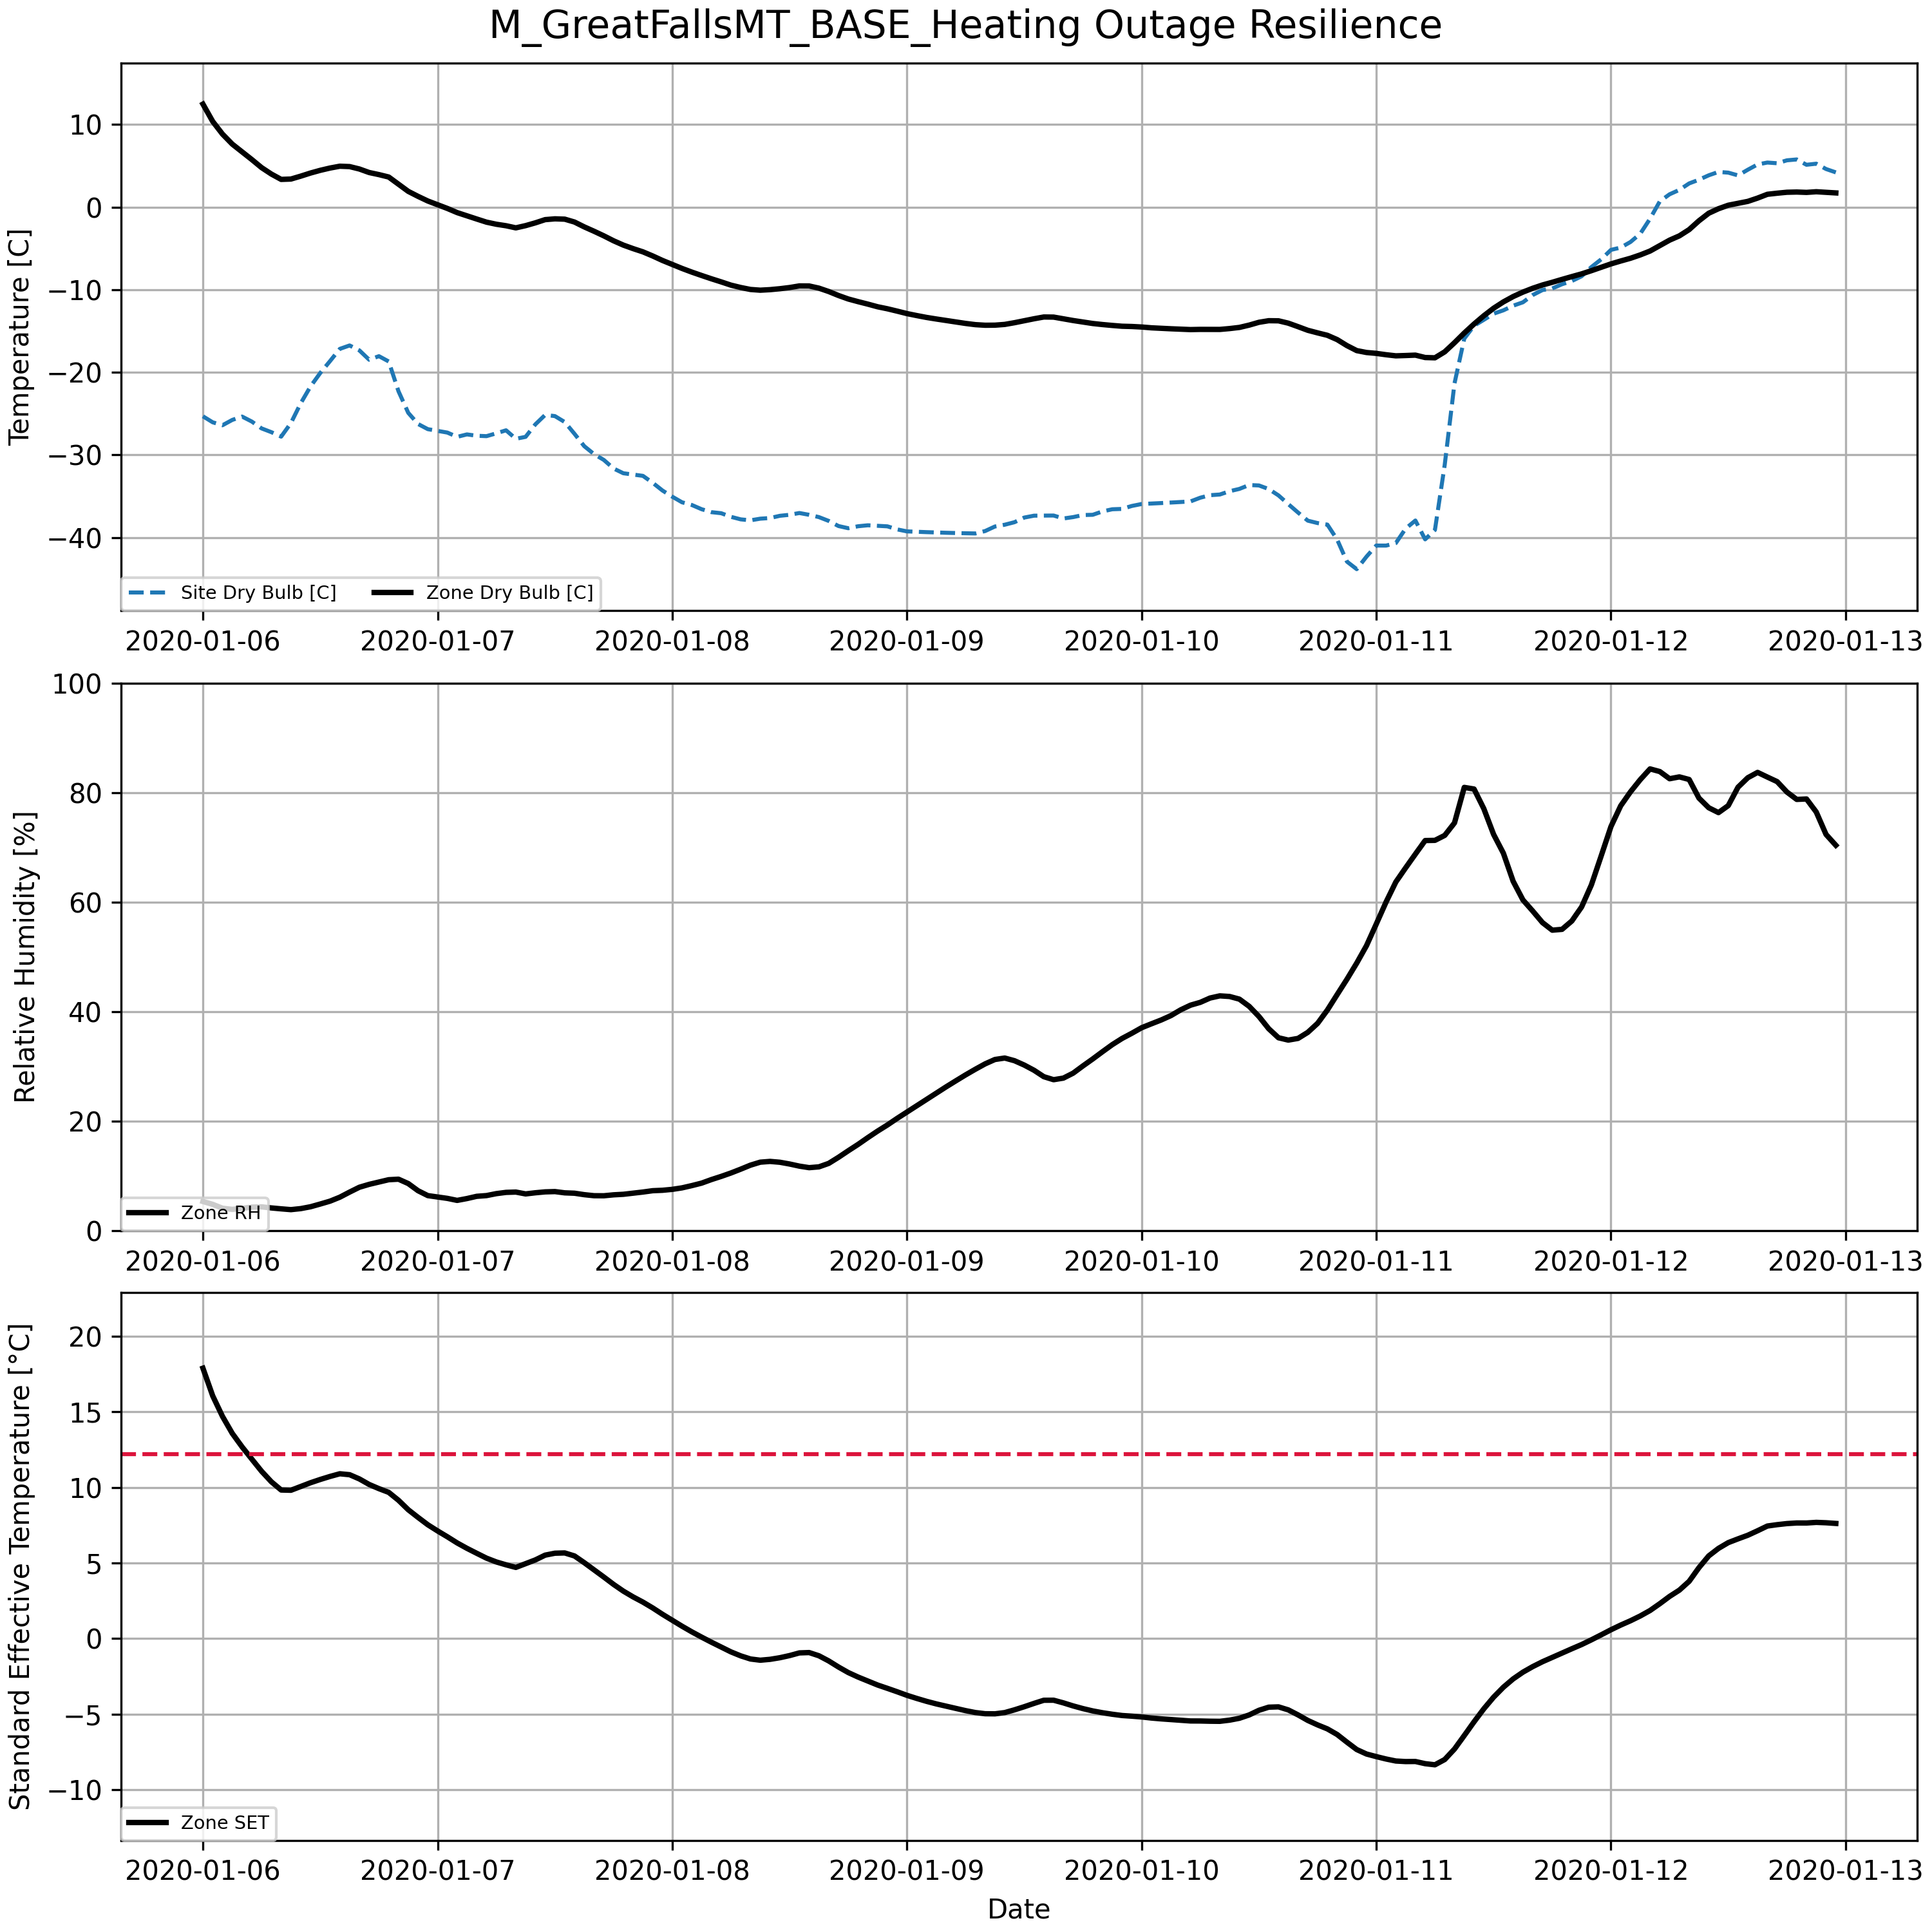 M_GreatFallsMT_BASE_Heating Outage Resilience
Temperature [C]
10
0
−10
−20
−30
−40
Site Dry Bulb [C] Zone Dry Bulb [C]
2020-01-06 2020-01-07 2020-01-08 2020-01-09 2020-01-10 2020-01-11 2020-01-12 2020-01-13
Relative Humidity [%]
100
80
60
40
20
0
Zone RH
2020-01-06 2020-01-07 2020-01-08 2020-01-09 2020-01-10 2020-01-11 2020-01-12 2020-01-13
Standard Effective Temperature [°C]
20
15
10
5
0
−5
−10
Zone SET
2020-01-06 2020-01-07 2020-01-08 2020-01-09 2020-01-10 2020-01-11 2020-01-12 2020-01-13
Date